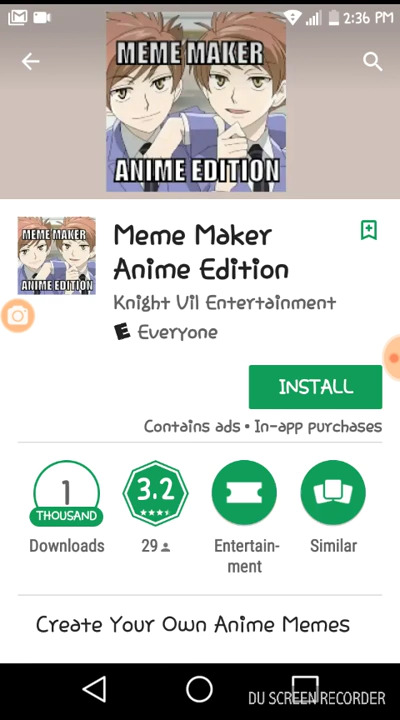 2:36 PM
MEME MAKER
ANIME EDITION
MEME MAKER
ANIME EDITION
Meme Maker
Anime Edition
Knight Vil Entertainment
E Everyone
INSTALL
Contains ads • In-app purchases
1
THOUSAND
Downloads
3.2
29
Entertain-
ment
Similar
Create Your Own Anime Memes
DU SCREEN RECORDER